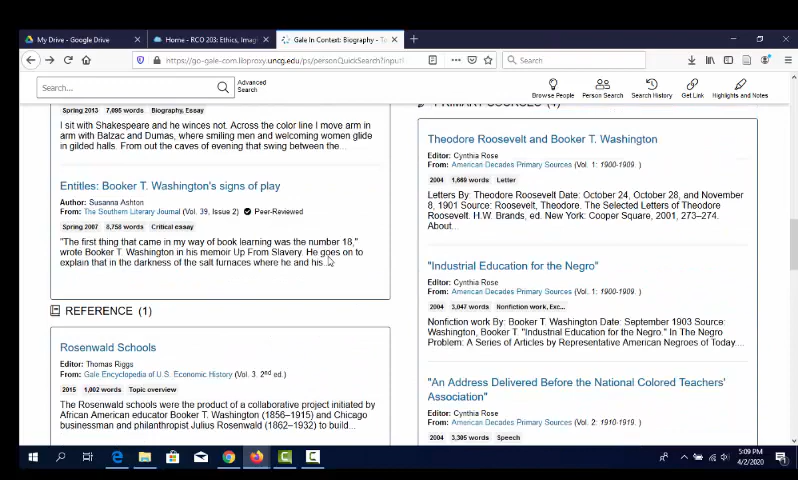 My Drive - Google Drive
Home - RCO 203: Ethics, Imag
Gale In Context: Biography - Te
https://go-gale-com.libproxy.uncg.edu/ps/personQuickSearch?input
Search
Search...
Advanced
Search
Browse People
Person Search
Search History
Get Link
Highlights and Notes
Spring 2013 7,095 words Biography, Essay
I sit with Shakespeare and he winces not. Across the color line I move arm in
arm with Balzac and Dumas, where smiling men and welcoming women glide
in gilded halls. From out the caves of evening that swing between the...
Entitles: Booker T. Washington's signs of play
Author: Susanna Ashton
From: The Southern Literary Journal (Vol. 39, Issue 2) Peer-Reviewed
Spring 2007 8,758 words Critical essay
"The first thing that came in my way of book learning was the number 18,"
wrote Booker T. Washington in his memoir Up From Slavery. He goes on to
explain that in the darkness of the salt furnaces where he and his...
REFERENCE (1)
Rosenwald Schools
Editor: Thomas Riggs
From: Gale Encyclopedia of U.S. Economic History (Vol. 3. 2nd ed.)
2015 1,002 words Topic overview
The Rosenwald schools were the product of a collaborative project initiated by
African American educator Booker T. Washington (1856–1915) and Chicago
businessman and philanthropist Julius Rosenwald (1862–1932) to build...
Theodore Roosevelt and Booker T. Washington
Editor: Cynthia Rose
From: American Decades Primary Sources (Vol. 1: 1900-1909. )
2004 1,669 words Letter
Letters By: Theodore Roosevelt Date: October 24, October 28, and November
8, 1901 Source: Roosevelt, Theodore. The Selected Letters of Theodore
Roosevelt. H.W. Brands, ed. New York: Cooper Square, 2001, 273–274.
About...
"Industrial Education for the Negro"
Editor: Cynthia Rose
From: American Decades Primary Sources (Vol. 1: 1900-1909. )
2004 3,047 words Nonfiction work, Exc...
Nonfiction work By: Booker T. Washington Date: September 1903 Source:
Washington, Booker T. "Industrial Education for the Negro." In The Negro
Problem: A Series of Articles by Representative American Negroes of Today....
"An Address Delivered Before the National Colored Teachers'
Association"
Editor: Cynthia Rose
From: American Decades Primary Sources (Vol. 2: 1910-1919. )
2004 3,305 words Speech
5:09 PM
4/2/2020